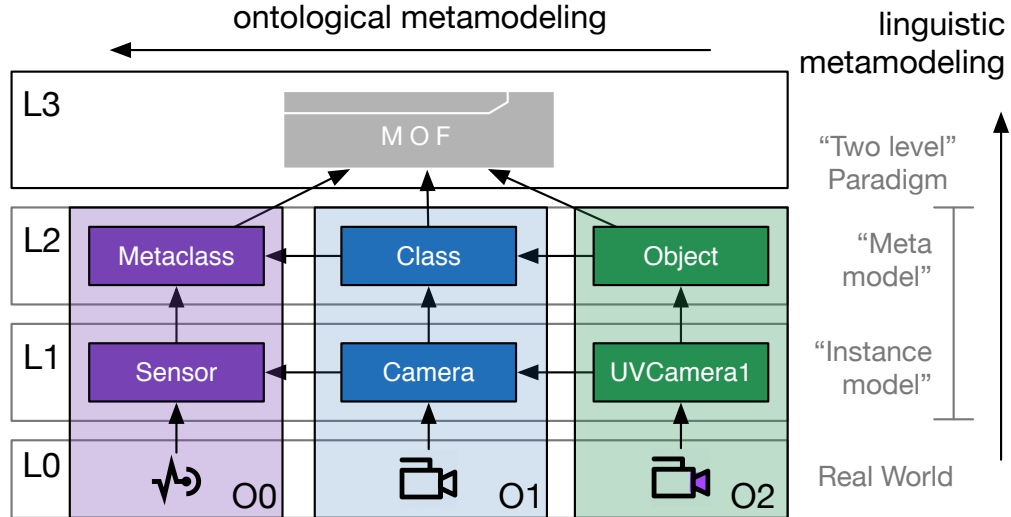 ontological metamodeling
linguistic
metamodeling
L3
M O F
“Two level”
Paradigm
L2
Metaclass
Class
Object
“Meta
model”
L1
Sensor
Camera
UVCamera1
“Instance
model”
L0
O0
O1
O2
Real World